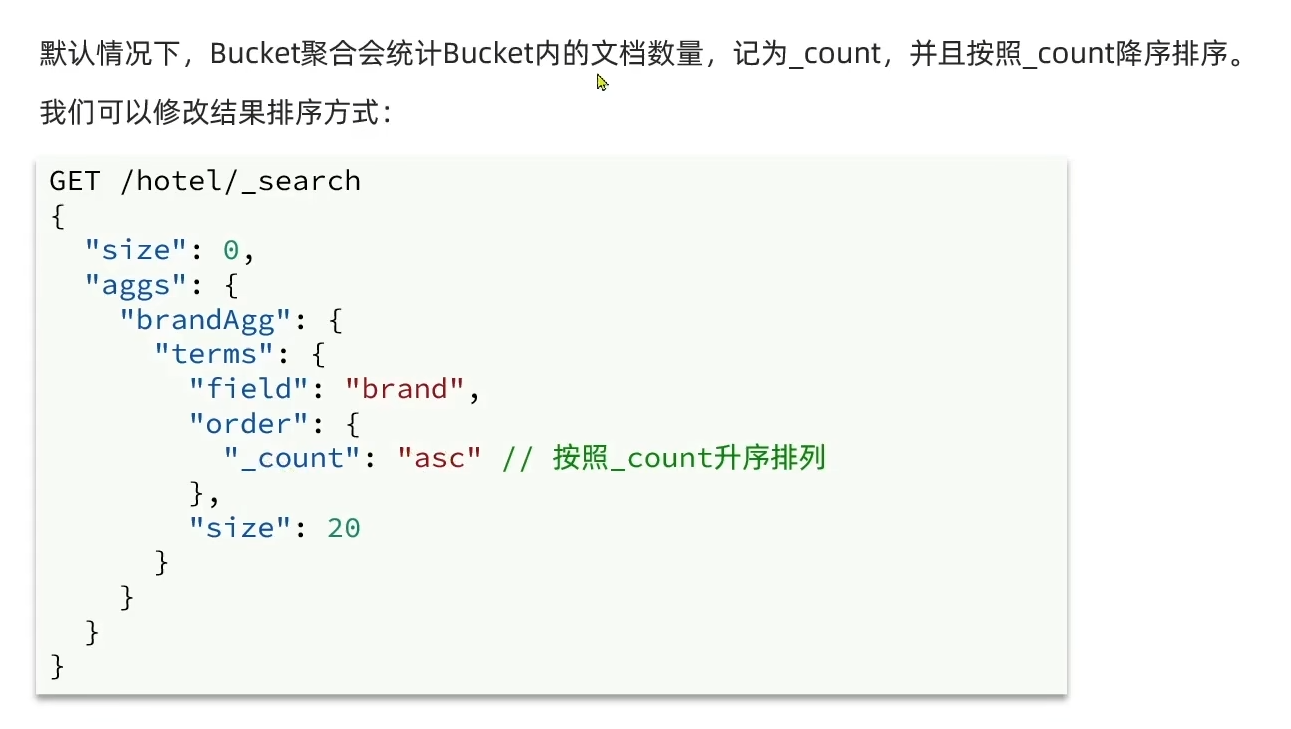 默认情况下，Bucket聚合会统计Bucket内的文档数量，记为_count，并且按照_count降序排序。
我们可以修改结果排序方式：
GET /hotel/_search
{
  "size": 0,
  "aggs": {
    "brandAgg": {
      "terms": {
        "field": "brand",
        "order": {
          "_count": "asc" // 按照_count升序排列
        },
        "size": 20
      }
    }
  }
}